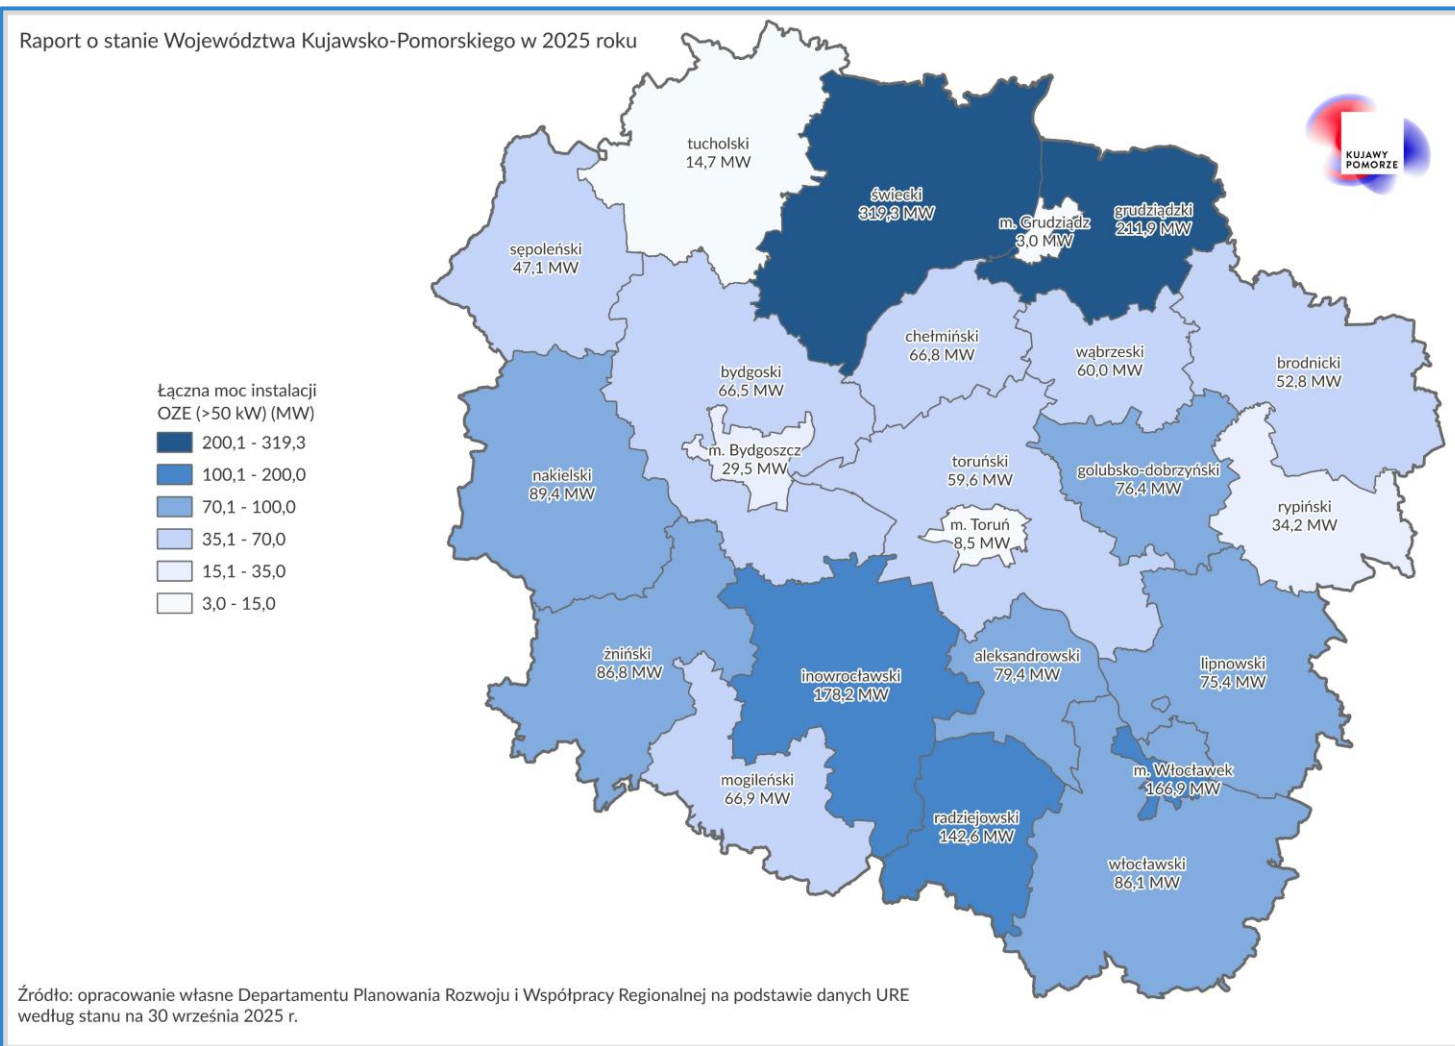 Raport o stanie Województwa Kujawsko-Pomorskiego w 2025 roku
KUJAWY
POMORZE
tucholski
14,7 MW
świecki
319,3 MW
m. Grudziądz
3,0 MW
grudziądzki
211,9 MW
sępoleński
47,1 MW
chełmiński
66,8 MW
wąbrzeski
60,0 MW
brodnicki
52,8 MW
bydgoski
66,5 MW
Łączna moc instalacji
OZE (>50 kW) (MW)
200,1 - 319,3
100,1 - 200,0
70,1 - 100,0
35,1 - 70,0
15,1 - 35,0
3,0 - 15,0
m. Bydgoszcz
29,5 MW
nakielski
89,4 MW
toruński
59,6 MW
golubsko-dobrzyński
76,4 MW
rypiński
34,2 MW
m. Toruń
8,5 MW
żniński
86,8 MW
inowrocławski
178,2 MW
aleksandrowski
79,4 MW
lipnowski
75,4 MW
mogileński
66,9 MW
m. Włocławek
166,9 MW
radziejowski
142,6 MW
włocławski
86,1 MW
Źródło: opracowanie własne Departamentu Planowania Rozwoju i Współpracy Regionalnej na podstawie danych URE
według stanu na 30 września 2025 r.